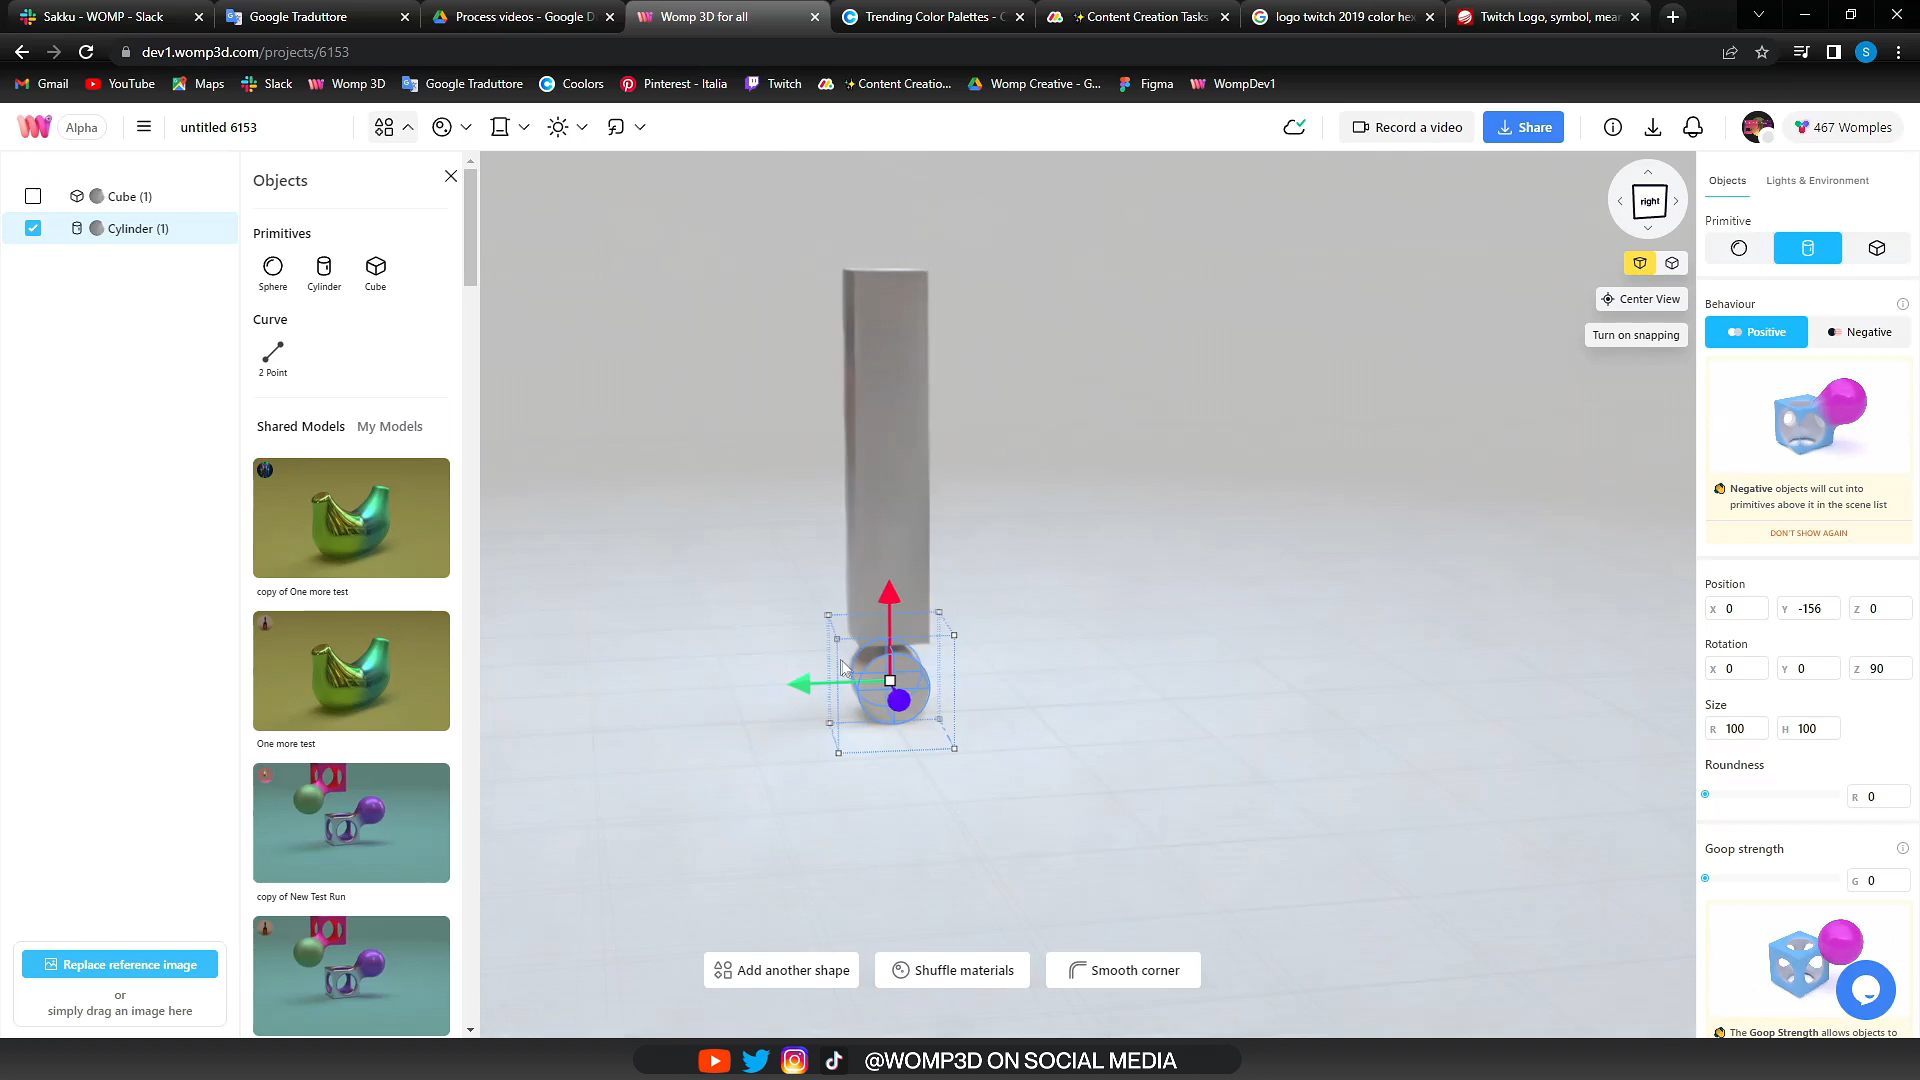 Sakku - WOMP - Slack
Google Traduttore
Process videos - Google D
Womp 3D for all
Trending Color Palettes - C
✨Content Creation Tasks
logo twitch 2019 color hex
Twitch Logo, symbol, mear
dev1.womp3d.com/projects/6153
S
Gmail
YouTube
Maps
Slack
Womp 3D
Google Traduttore
Coolors
Pinterest - Italia
Twitch
✨Content Creatio...
Womp Creative - G...
Figma
WompDev1
Alpha
untitled 6153
Record a video
Share
467 Womples
Cube (1)
Cylinder (1)
Objects
Primitives
Sphere
Cylinder
Cube
Curve
2 Point
Shared Models
My Models
copy of One more test
One more test
copy of New Test Run
Replace reference image
or
simply drag an image here
right
Center View
Turn on snapping
Add another shape
Shuffle materials
Smooth corner
Objects
Lights & Environment
Primitive
Behaviour
Positive
Negative
Negative objects will cut into
primitives above it in the scene list
DON'T SHOW AGAIN
Position
X 0
Y -156
Z 0
Rotation
X 0
Y 0
Z 90
Size
R 100
H 100
Roundness
R 0
Goop strength
G 0
The Goop Strength allows objects to
@WOMP3D ON SOCIAL MEDIA